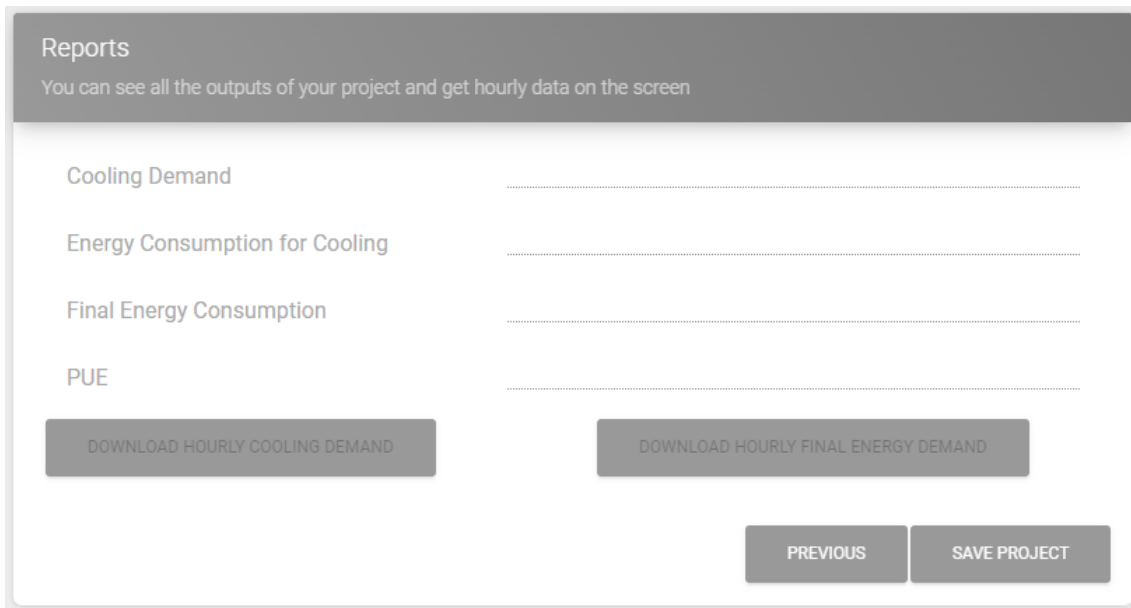 Reports
You can see all the outputs of your project and get hourly data on the screen
Cooling Demand
Energy Consumption for Cooling
Final Energy Consumption
PUE
DOWNLOAD HOURLY COOLING DEMAND
DOWNLOAD HOURLY FINAL ENERGY DEMAND
PREVIOUS
SAVE PROJECT